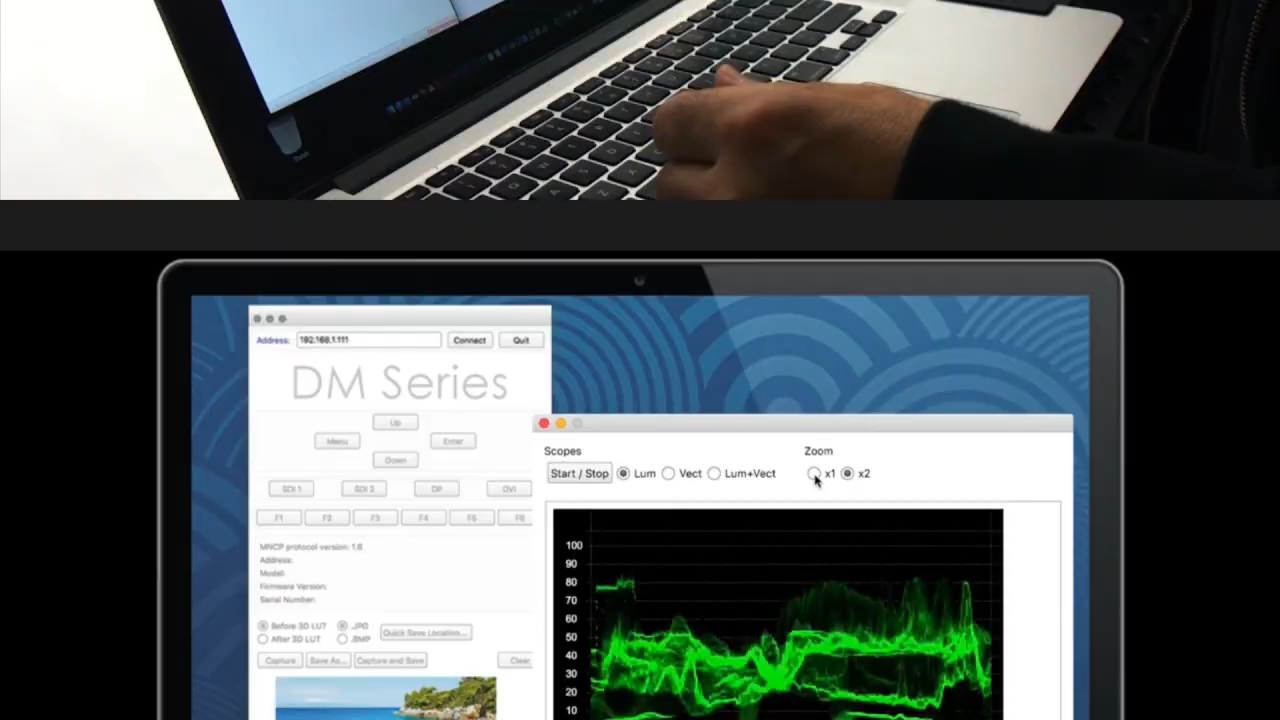 Trash
Address: 192.168.1.111 Connect Quit
DM Series
Up
Menu Enter
Down
SDI 1 SDI 2 DP DVI
F1 F2 F3 F4 F5 F6
MNCP protocol version: 1.6
Address:
Model:
Firmware Version:
Serial Number:
Before 3D LUT .JPG Quick Save Location...
After 3D LUT .BMP
Capture Save As... Capture and Save Clear
Scopes Zoom
Start / Stop Lum Vect Lum+Vect x1 x2
100
90
80
70
60
50
40
30
20
10